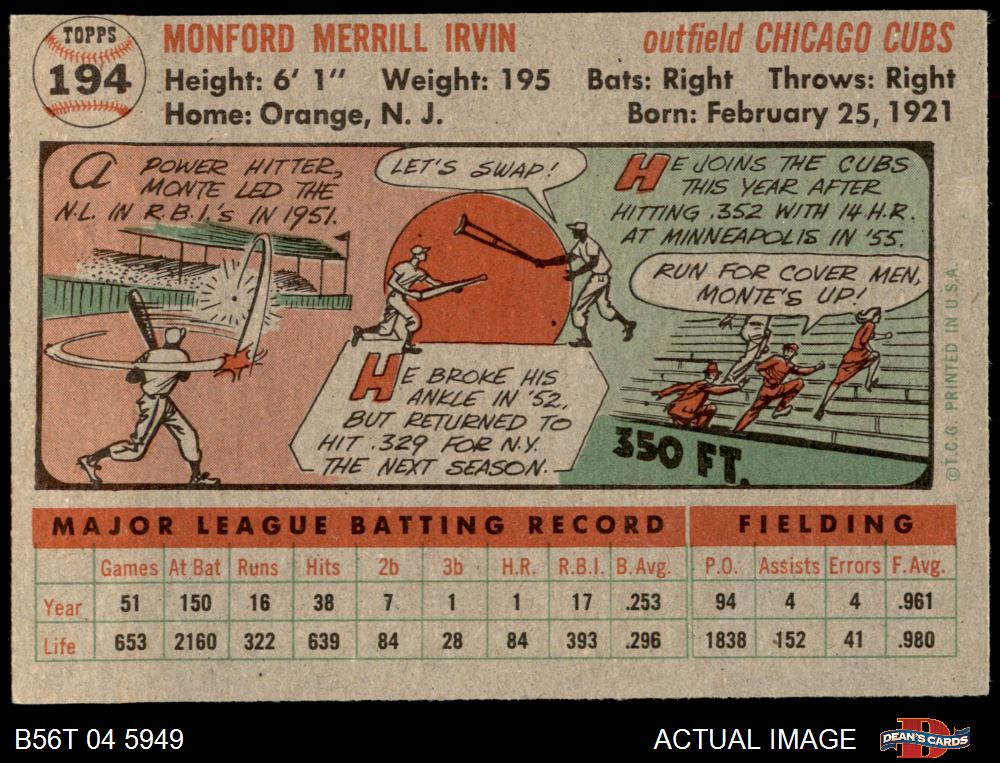 TOPPS
194
MONFORD MERRILL IRVIN
outfield CHICAGO CUBS
Height: 6' 1" Weight: 195 Bats: Right Throws: Right
Home: Orange, N. J. Born: February 25, 1921
A POWER HITTER,
MONTE LED THE
N.L. IN R.B.I.'s IN 1951.
LET'S SWAP!
HE BROKE HIS
ANKLE IN '52,
BUT RETURNED TO
HIT .329 FOR N.Y.
THE NEXT SEASON.
HE JOINS THE CUBS
THIS YEAR AFTER
HITTING .352 WITH 14 H.R.
AT MINNEAPOLIS IN '55.
RUN FOR COVER MEN,
MONTE'S UP!
350 FT.
©T.C.G. PRINTED IN U.S.A.
MAJOR LEAGUE BATTING RECORD FIELDING
Games At Bat Runs Hits 2b 3b H.R. R.B.I. B.Avg. P.O. Assists Errors F.Avg.
Year 51 150 16 38 7 1 1 17 .253 94 4 4 .961
Life 653 2160 322 639 84 28 84 393 .296 1838 152 41 .980
B56T 04 5949
ACTUAL IMAGE
D
DEAN'S CARDS